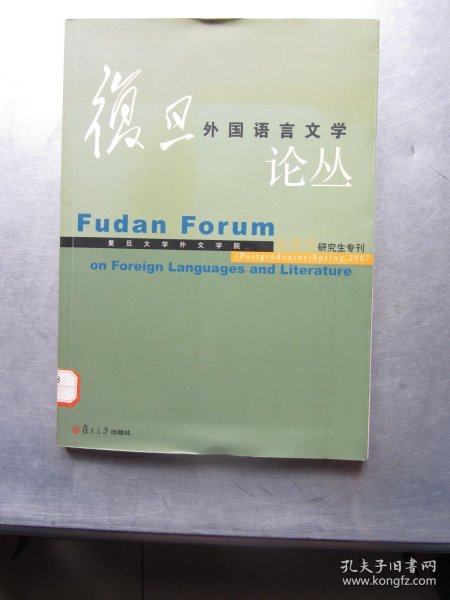 復旦
外国语言文学
论丛
Fudan Forum
复旦大学外文学院
研究生专刊
(Postgraduates)Spring,2007
on Foreign Languages and Literature
3
復旦大学出版社
孔夫子旧书网
www.kongfz.com